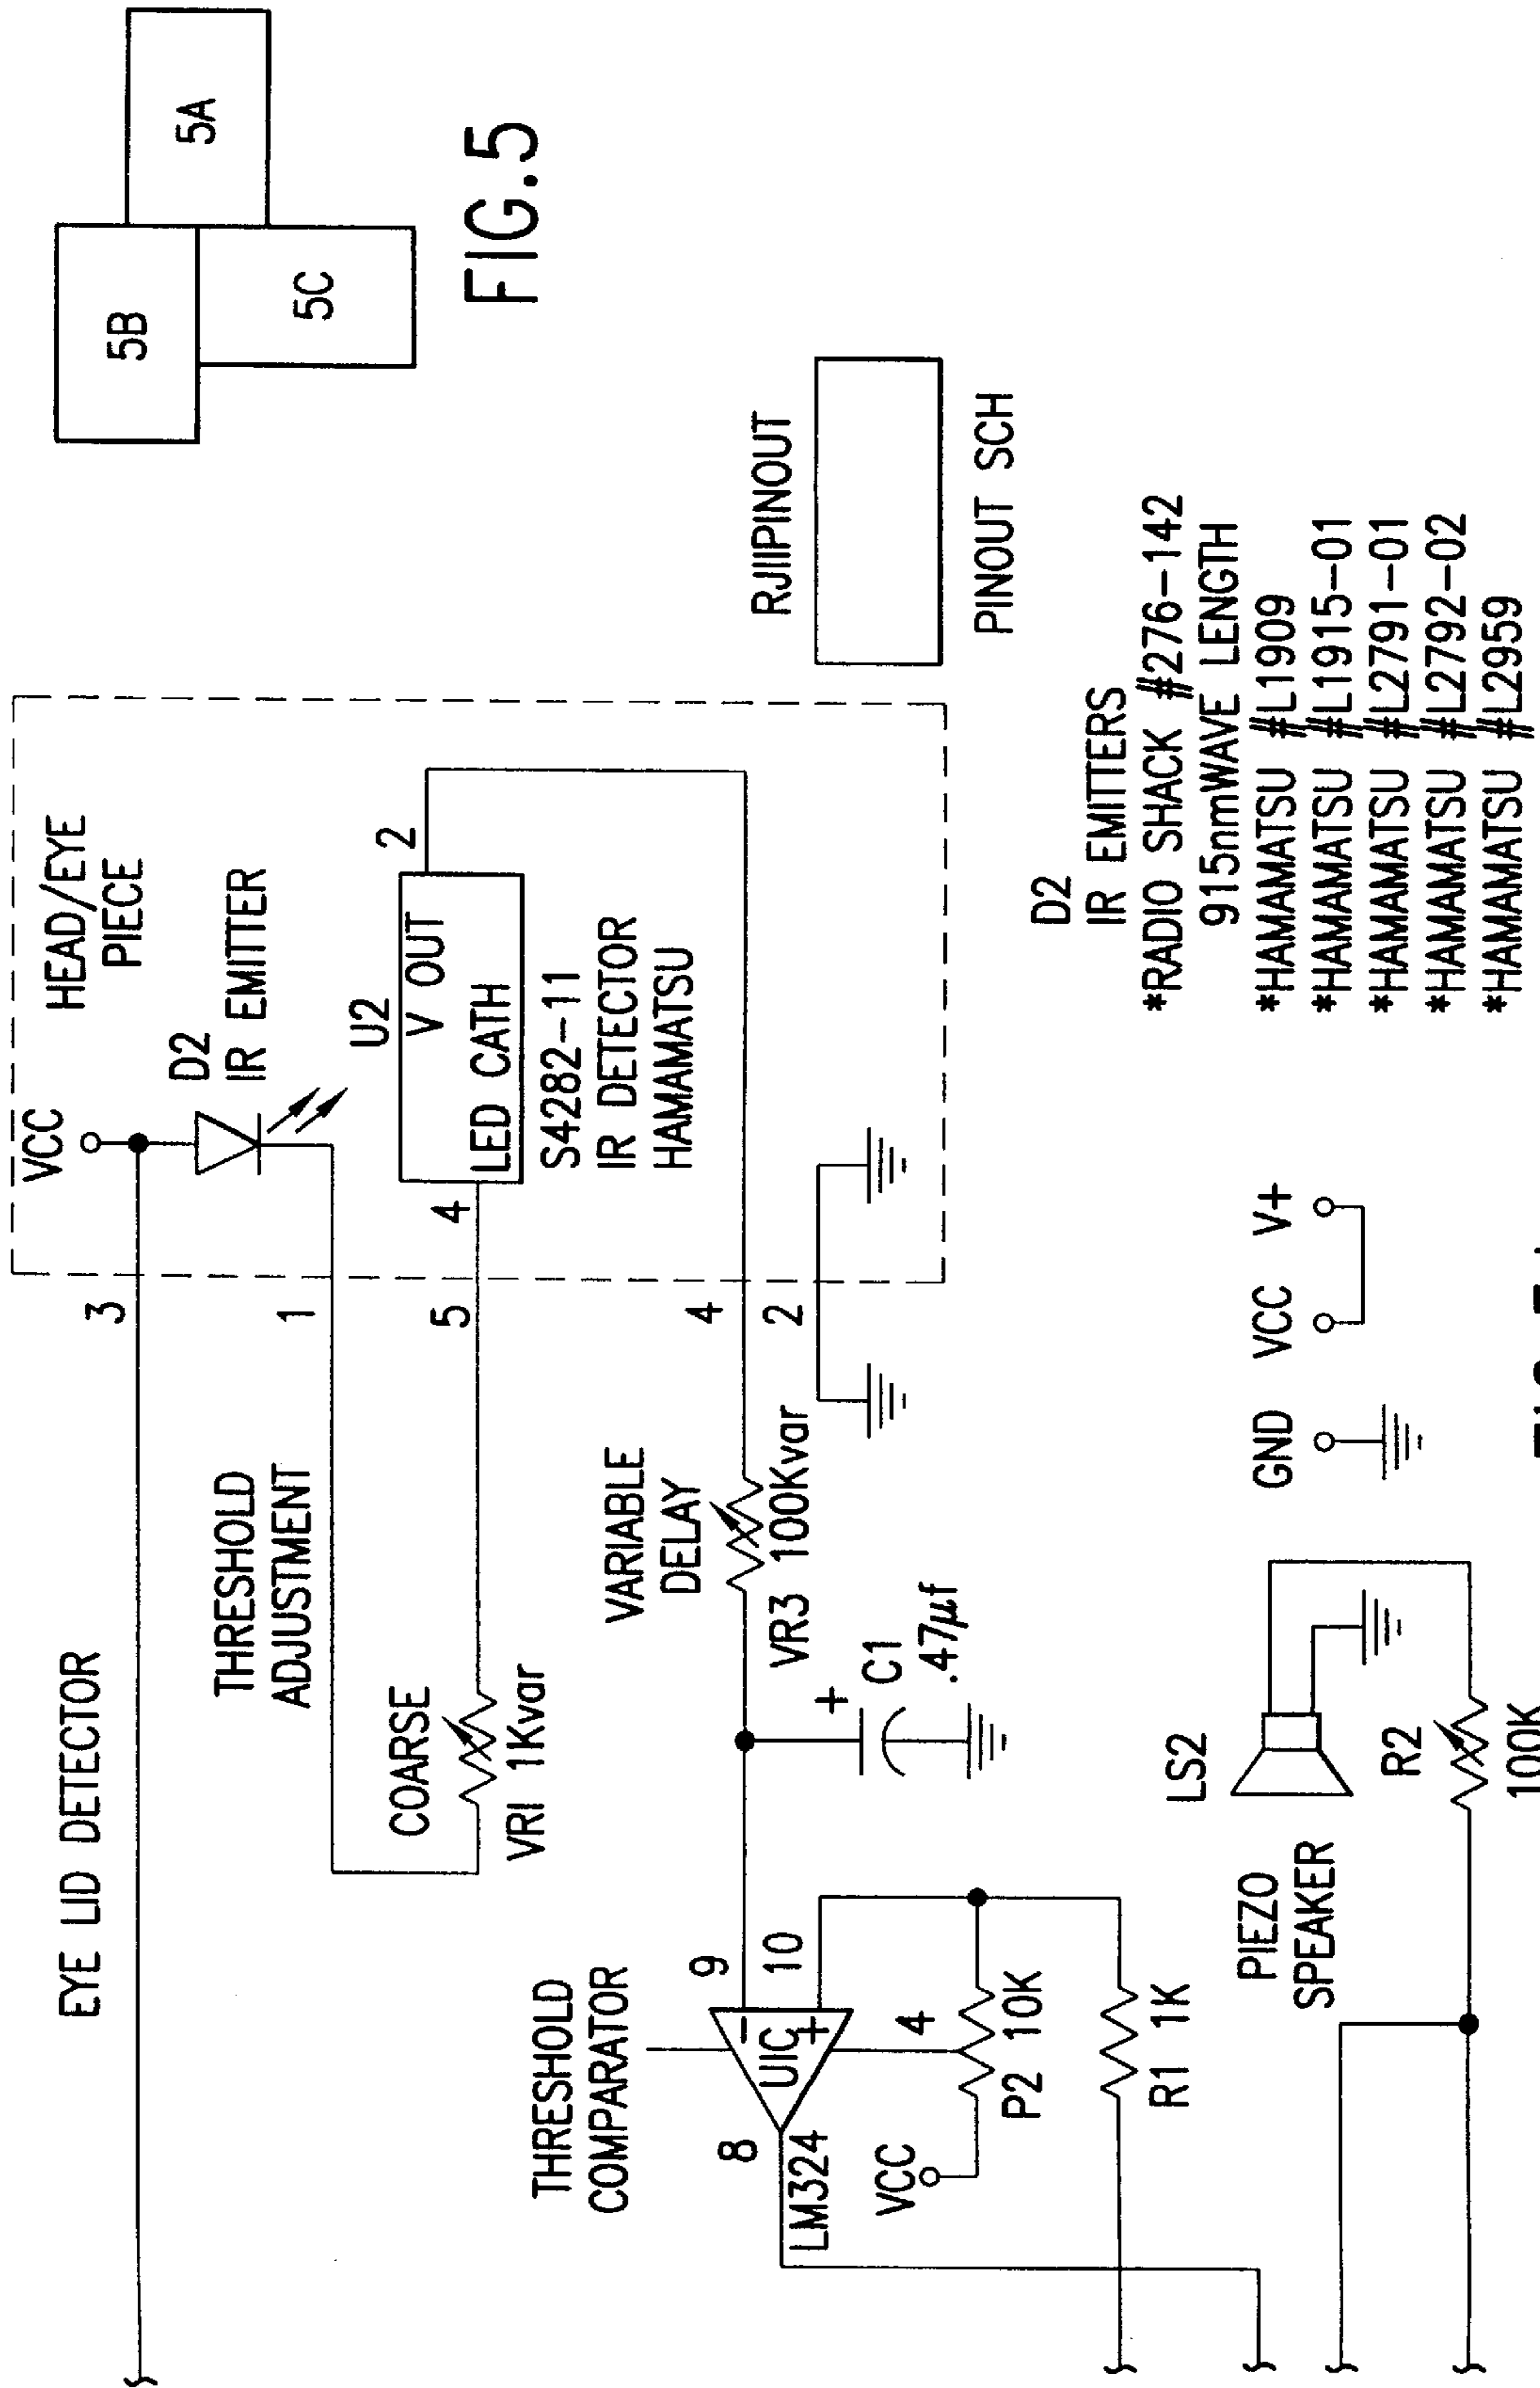 EYE LID DETECTOR
VCC
HEAD/EYE
PIECE
3
D2
IR EMITTER
THRESHOLD
ADJUSTMENT
1
U2
V OUT
2
COARSE
5
4
LED CATH
VR1 1Kvar
S4282-11
IR DETECTOR
HAMAMATSU
THRESHOLD
COMPARATOR
VARIABLE
DELAY
9
4
8
UIC
-
+
10
VR3 100Kvar
2
LM324
+
C1
.47µf
4
VCC
P2 10K
R1 1K
RJIIPINOUT
PINOUT SCH
5B
5A
5C
FIG.5
PIEZO
SPEAKER
LS2
R2
100K
GND VCC V+
D2
IR EMITTERS
*RADIO SHACK #276-142
915nmWAVE LENGTH
*HAMAMATSU #L1909
*HAMAMATSU #L1915-01
*HAMAMATSU #L2791-01
*HAMAMATSU #L2792-02
*HAMAMATSU #L2959